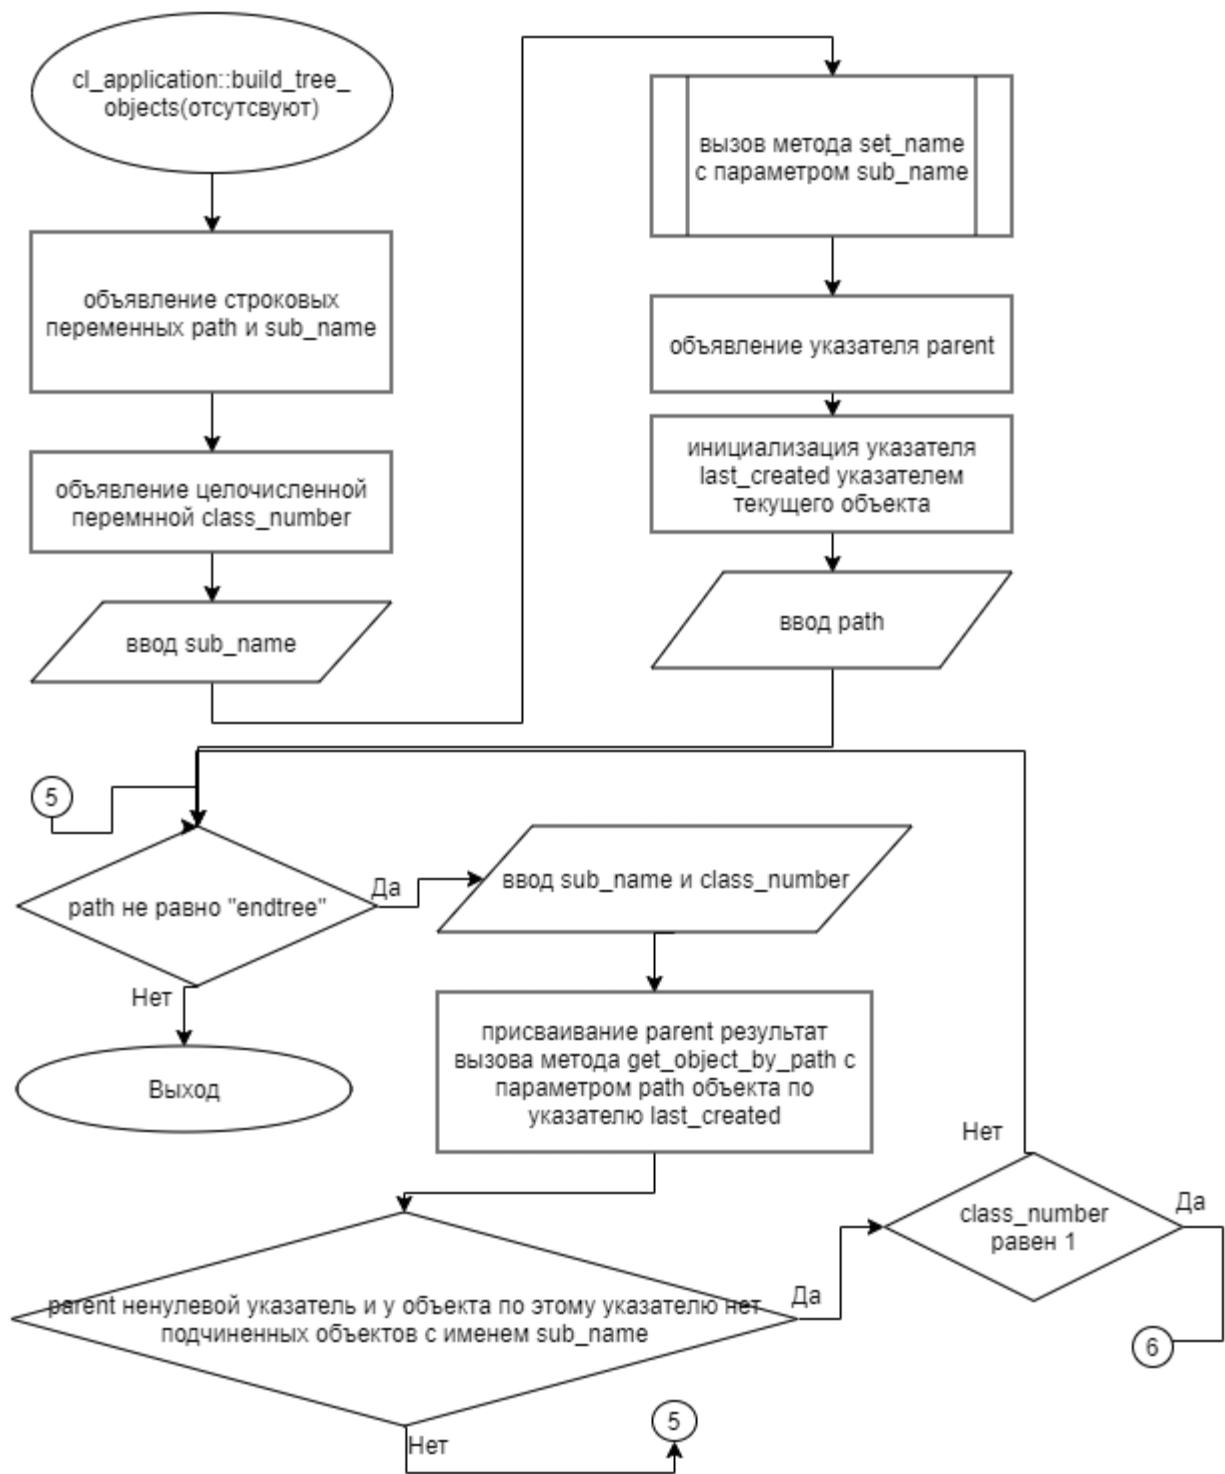 cl_application::build_tree_
objects(отсутсвуют)
объявление строковых
переменных path и sub_name
объявление целочисленной
перемнной class_number
ввод sub_name
вызов метода set_name
с параметром sub_name
объявление указателя parent
инициализация указателя
last_created указателем
текущего объекта
ввод path
5
path не равно "endtree"
Да
ввод sub_name и class_number
Нет
Выход
присваивание parent результат
вызова метода get_object_by_path с
параметром path объекта по
указателю last_created
parent ненулевой указатель и у объекта по этому указателю нет
подчиненных объектов с именем sub_name
Да
Нет
class_number
равен 1
Да
6
Нет
5